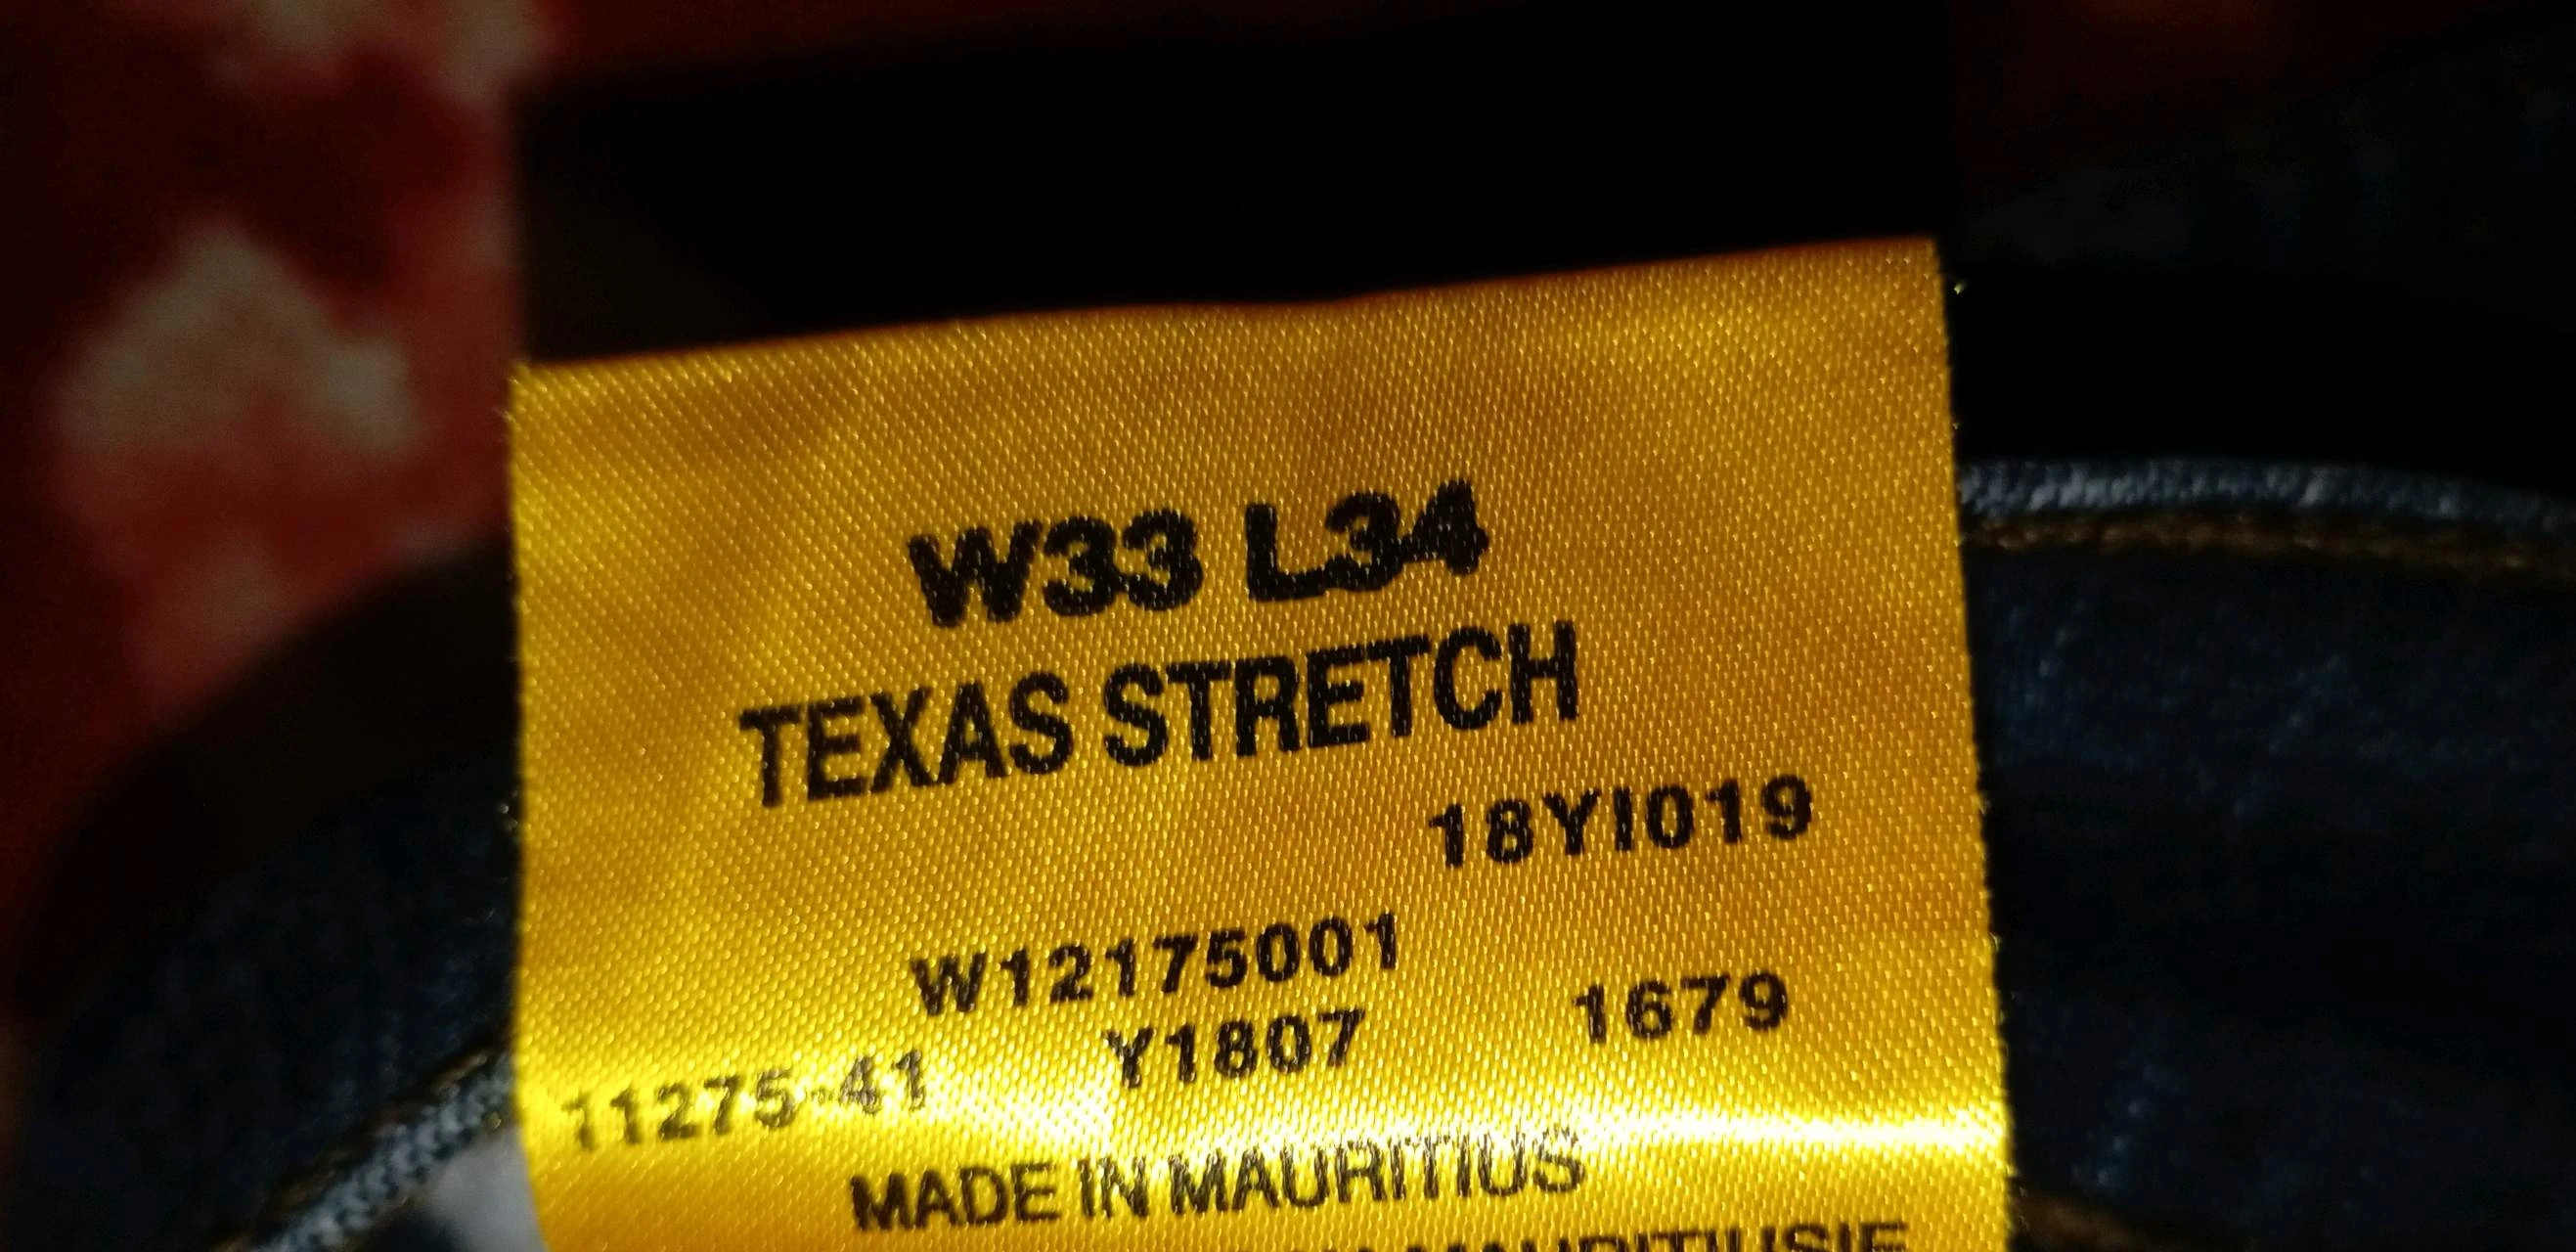 W33 L34
TEXAS STRETCH
18YI019
W12175001
11275-41 Y1807 1679
MADE IN MAURITIUS